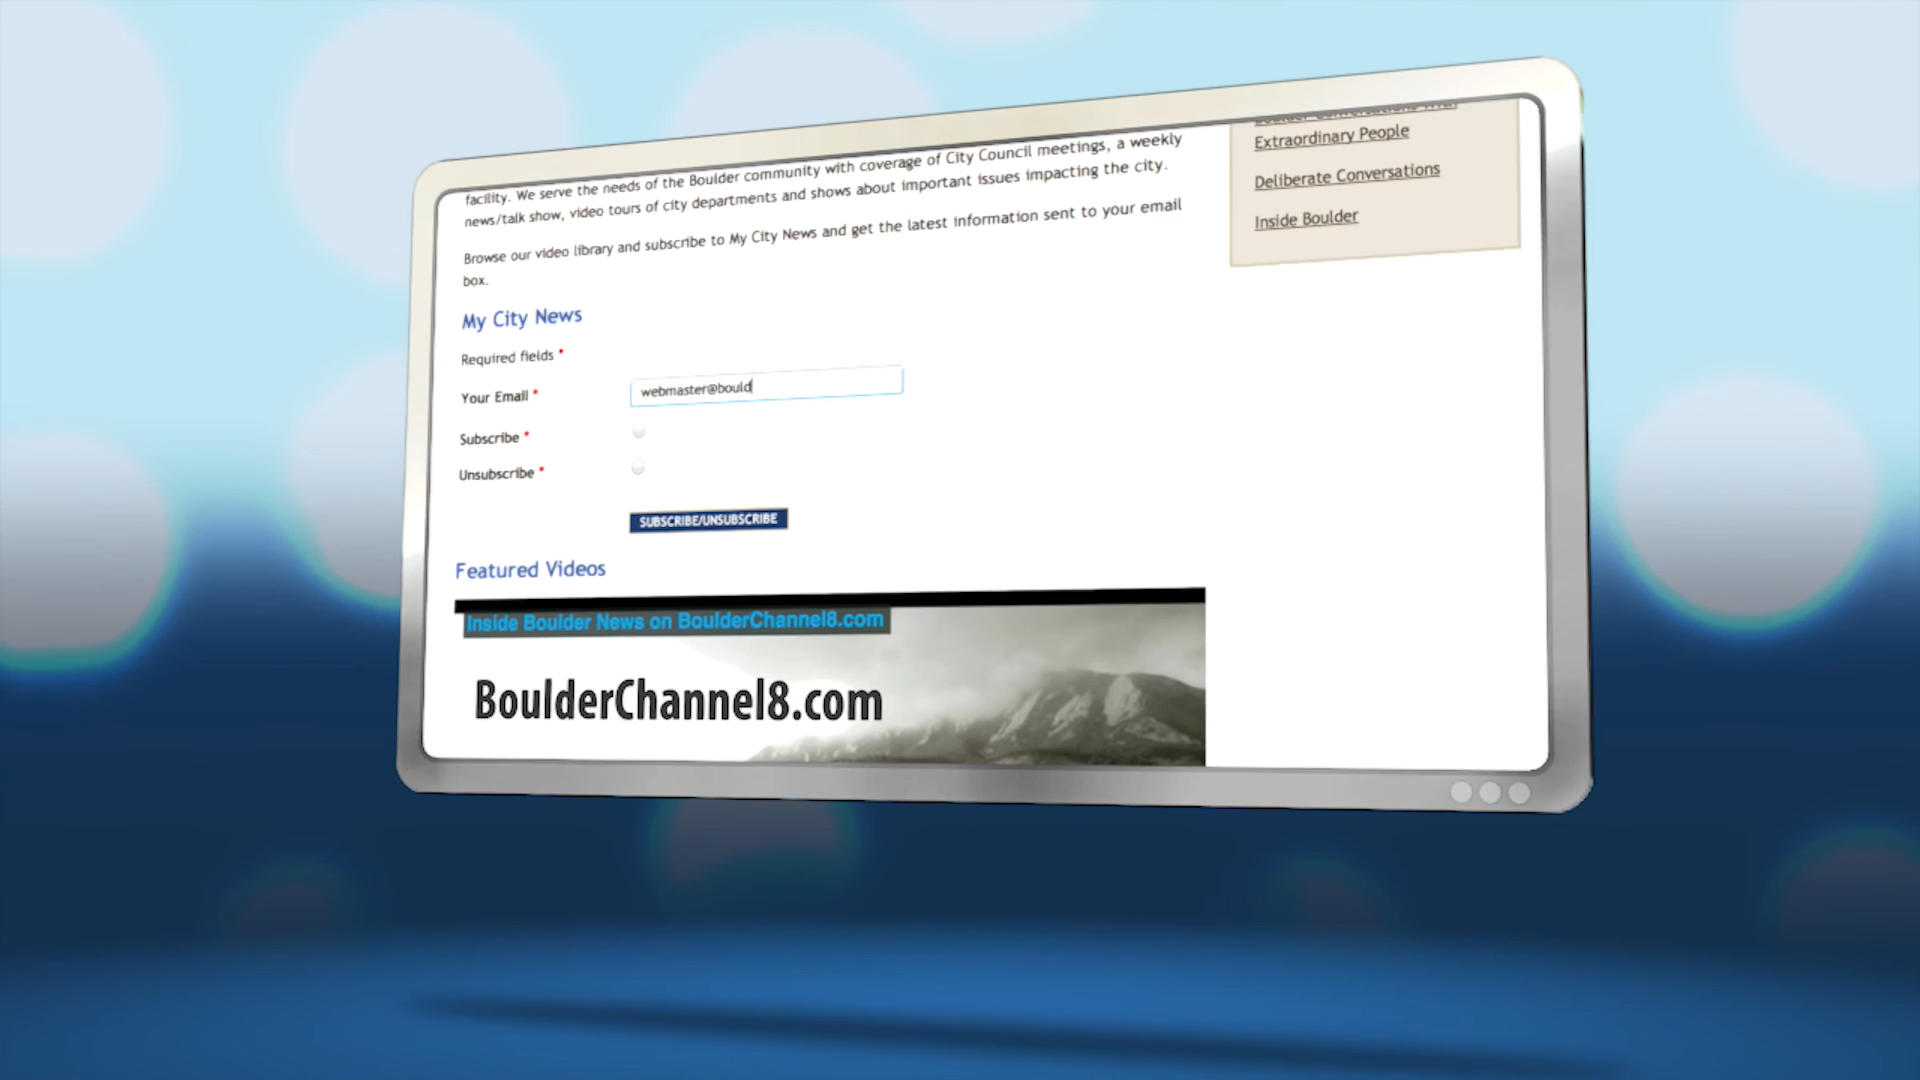 facility. We serve the needs of the Boulder community with coverage of City Council meetings, a weekly
news/talk show, video tours of city departments and shows about important issues impacting the city.
Browse our video library and subscribe to My City News and get the latest information sent to your email
box.
My City News
Required fields *
Your Email * webmaster@bould
Subscribe *
Unsubscribe *
SUBSCRIBE/UNSUBSCRIBE
Featured Videos
Inside Boulder News on BoulderChannel8.com
BoulderChannel8.com
Extraordinary People
Deliberate Conversations
Inside Boulder